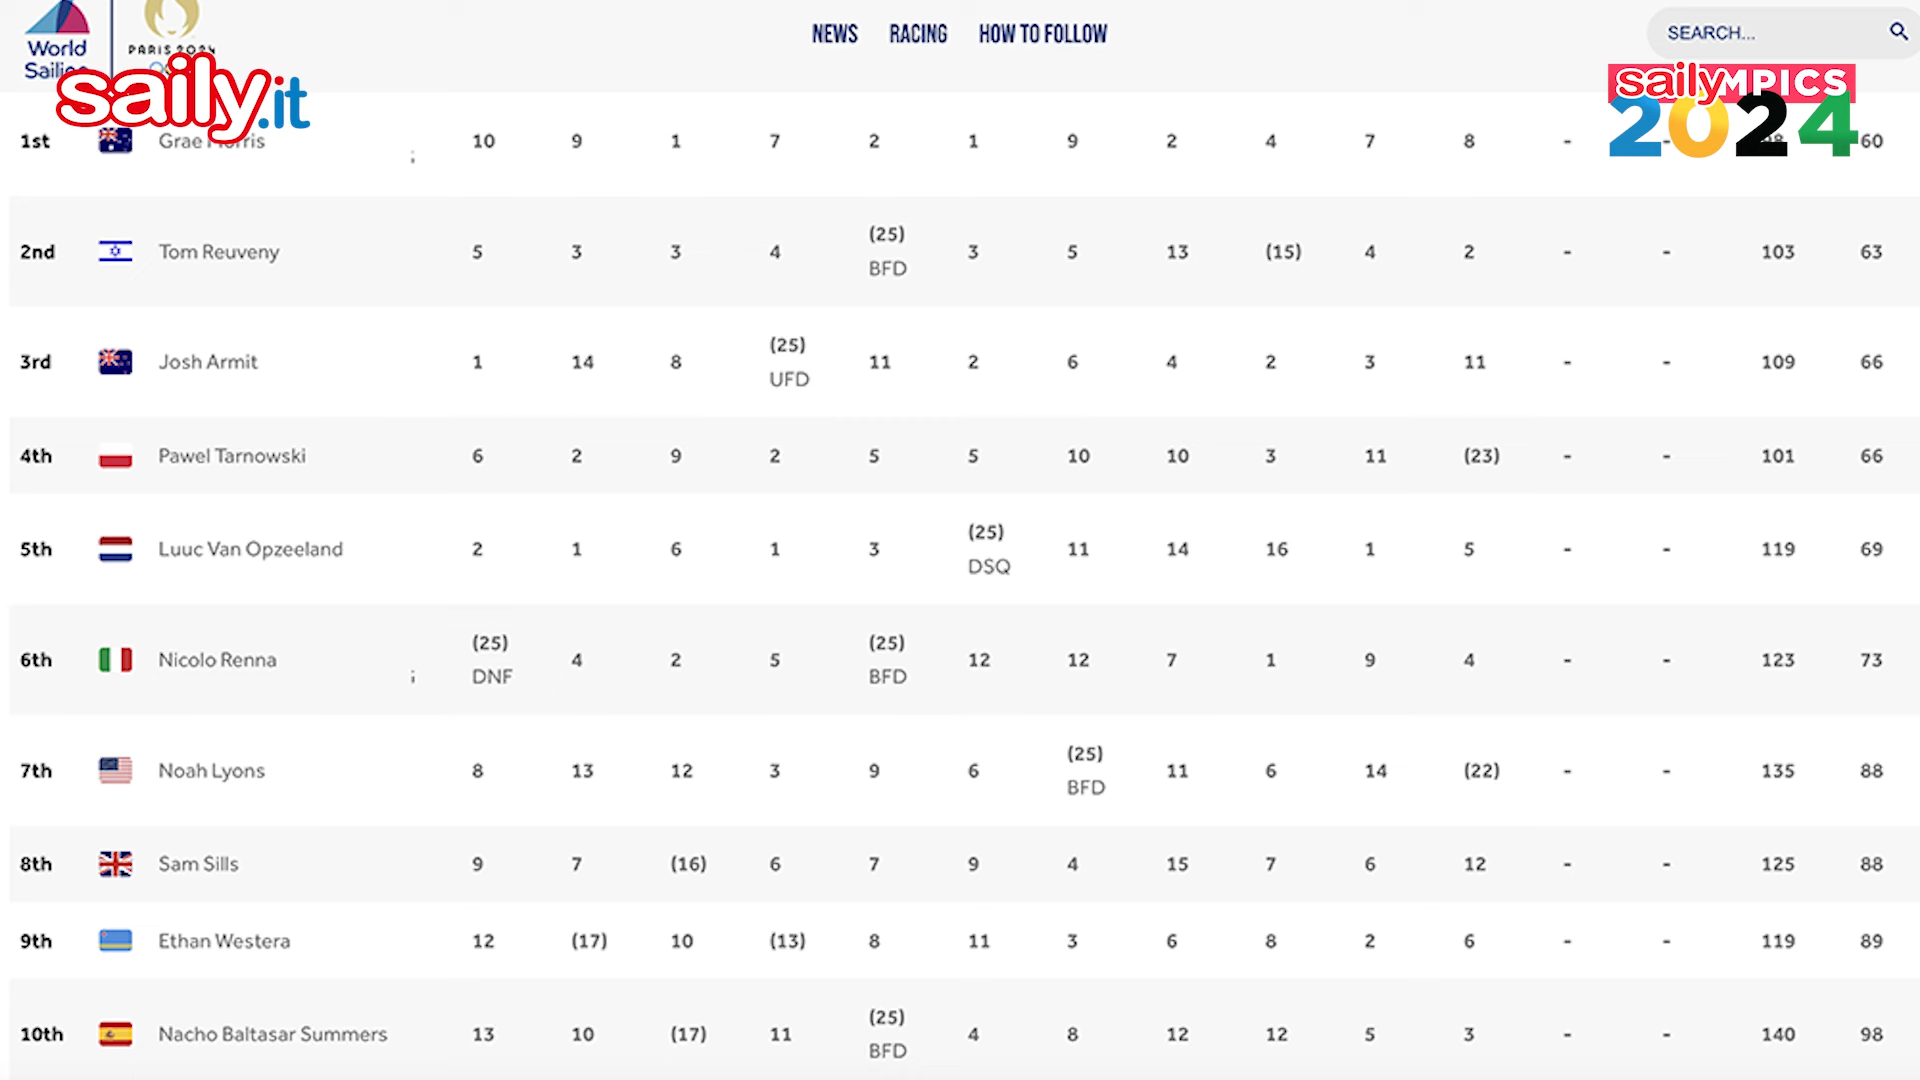 World
Sailing
PARIS 2024
NEWS RACING HOW TO FOLLOW
SEARCH...
saily.it
sailyMPICS
2024
1st Grae Morris ; 10 9 1 7 2 1 9 2 4 7 8 - - 60
2nd Tom Reuveny 5 3 3 4 (25) BFD 3 5 13 (15) 4 2 - - 103 63
3rd Josh Armit 1 14 8 (25) UFD 11 2 6 4 2 3 11 - - 109 66
4th Pawel Tarnowski 6 2 9 2 5 5 10 10 3 11 (23) - - 101 66
5th Luuc Van Opzeeland 2 1 6 1 3 (25) DSQ 11 14 16 1 5 - - 119 69
6th Nicolo Renna ; (25) DNF 4 2 5 (25) BFD 12 12 7 1 9 4 - - 123 73
7th Noah Lyons 8 13 12 3 9 6 (25) BFD 11 6 14 (22) - - 135 88
8th Sam Sills 9 7 (16) 6 7 9 4 15 7 6 12 - - 125 88
9th Ethan Westera 12 (17) 10 (13) 8 11 3 6 8 2 6 - - 119 89
10th Nacho Baltasar Summers 13 10 (17) 11 (25) BFD 4 8 12 12 5 3 - - 140 98